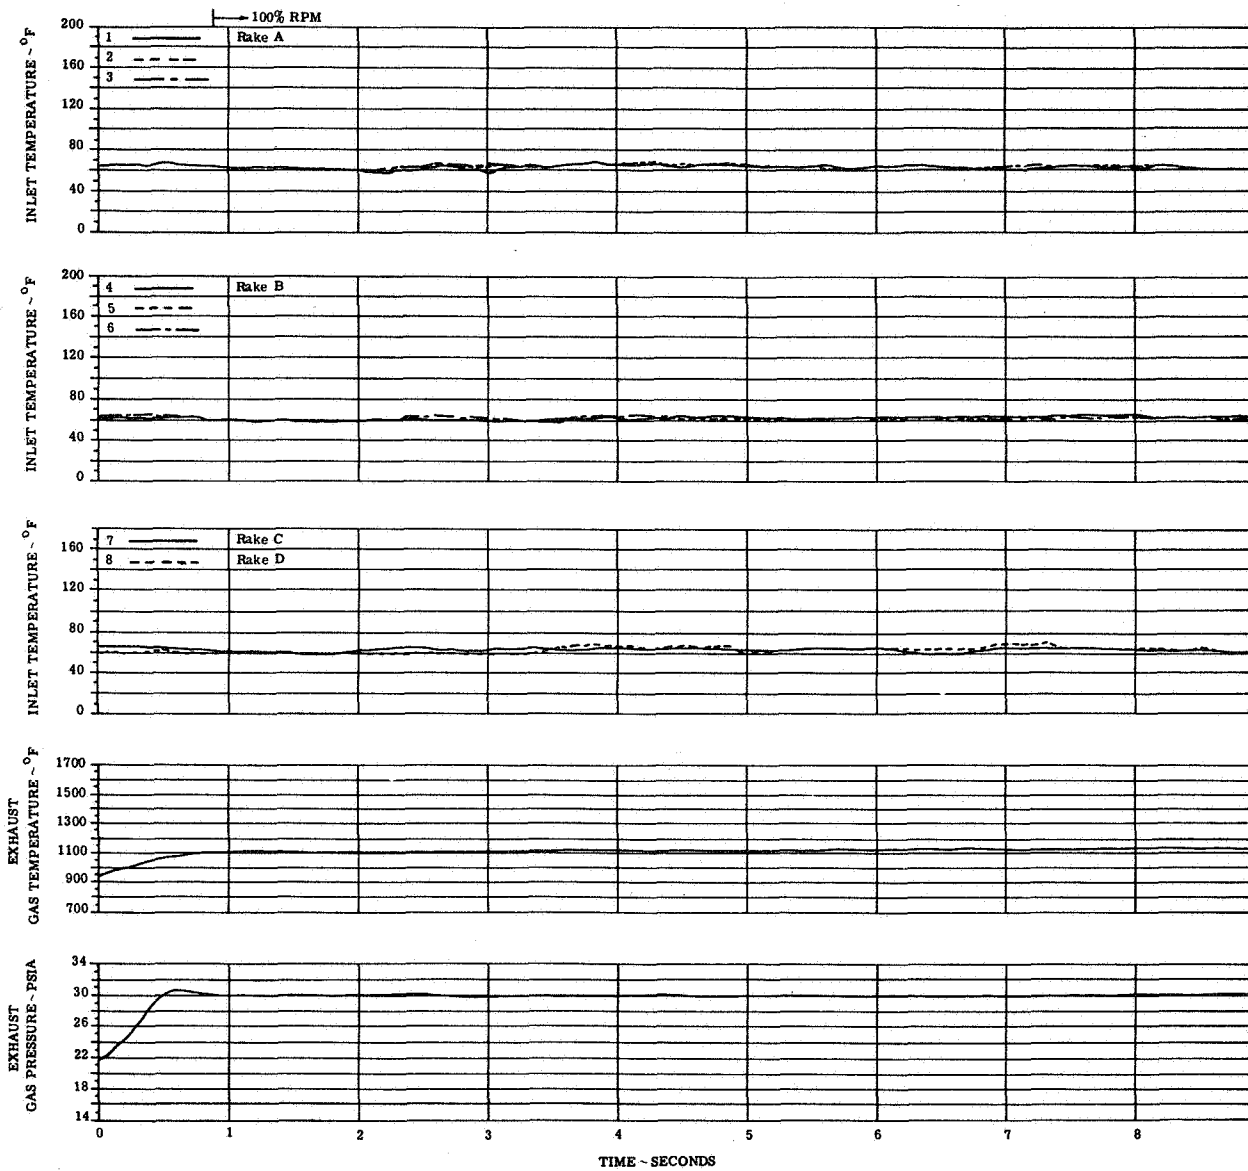 100% RPM
INLET TEMPERATURE ~ °F
200
160
120
80
40
0
1 Rake A
2
3
INLET TEMPERATURE ~ °F
200
160
120
80
40
0
4 Rake B
5
6
INLET TEMPERATURE ~ °F
160
120
80
40
0
7 Rake C
8 Rake D
EXHAUST
GAS TEMPERATURE ~ °F
1700
1500
1300
1100
900
700
EXHAUST
GAS PRESSURE ~ PSIA
34
30
26
22
18
14
0 1 2 3 4 5 6 7 8
TIME ~ SECONDS